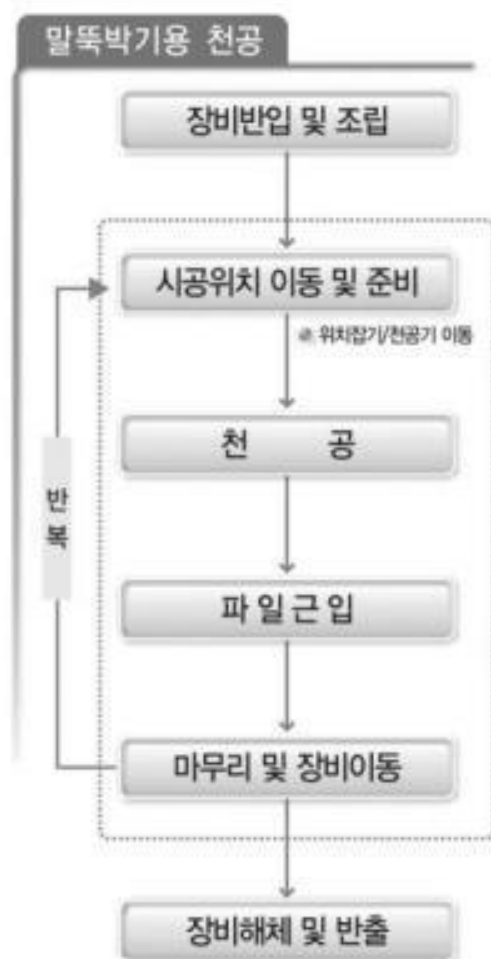 말뚝박기용 천공
장비반입 및 조립
시공위치 이동 및 준비
위치잡기/천공기 이동
천 공
반
복
파 일 근 입
마무리 및 장비이동
장비해체 및 반출